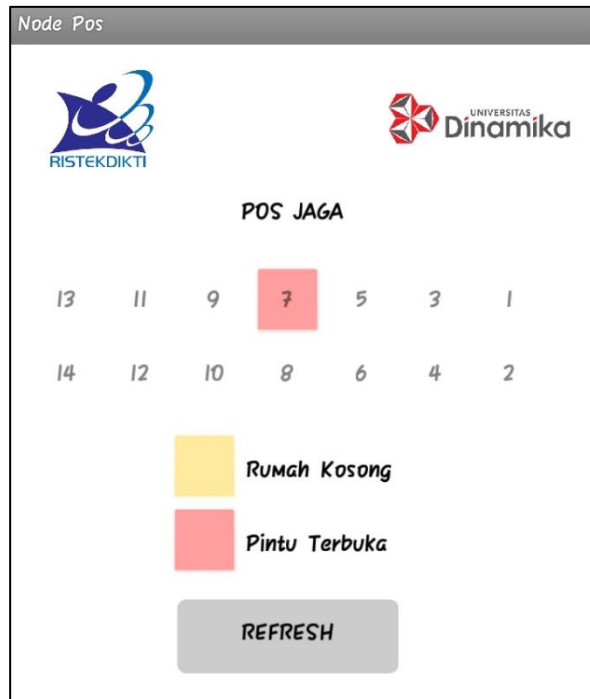 Node Pos
RISTEKDIKTI
UNIVERSITAS
Dinamika
POS JAGA
13 11 9 7 5 3 1
14 12 10 8 6 4 2
Rumah Kosong
Pintu Terbuka
REFRESH